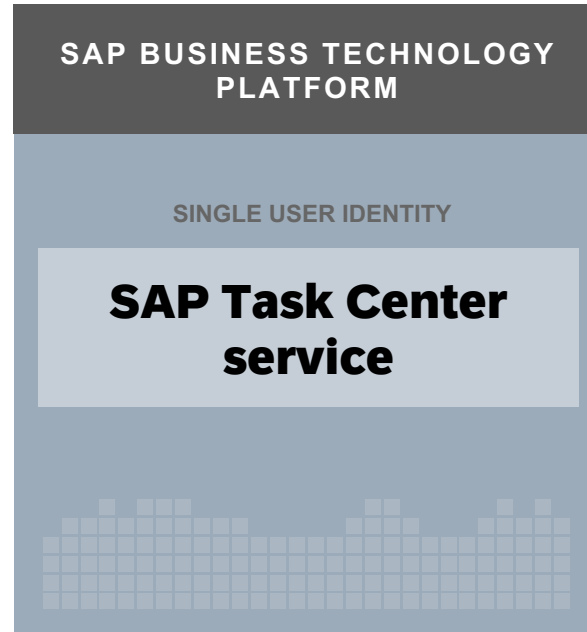 SAP BUSINESS TECHNOLOGY
PLATFORM
SINGLE USER IDENTITY
SAP Task Center
service